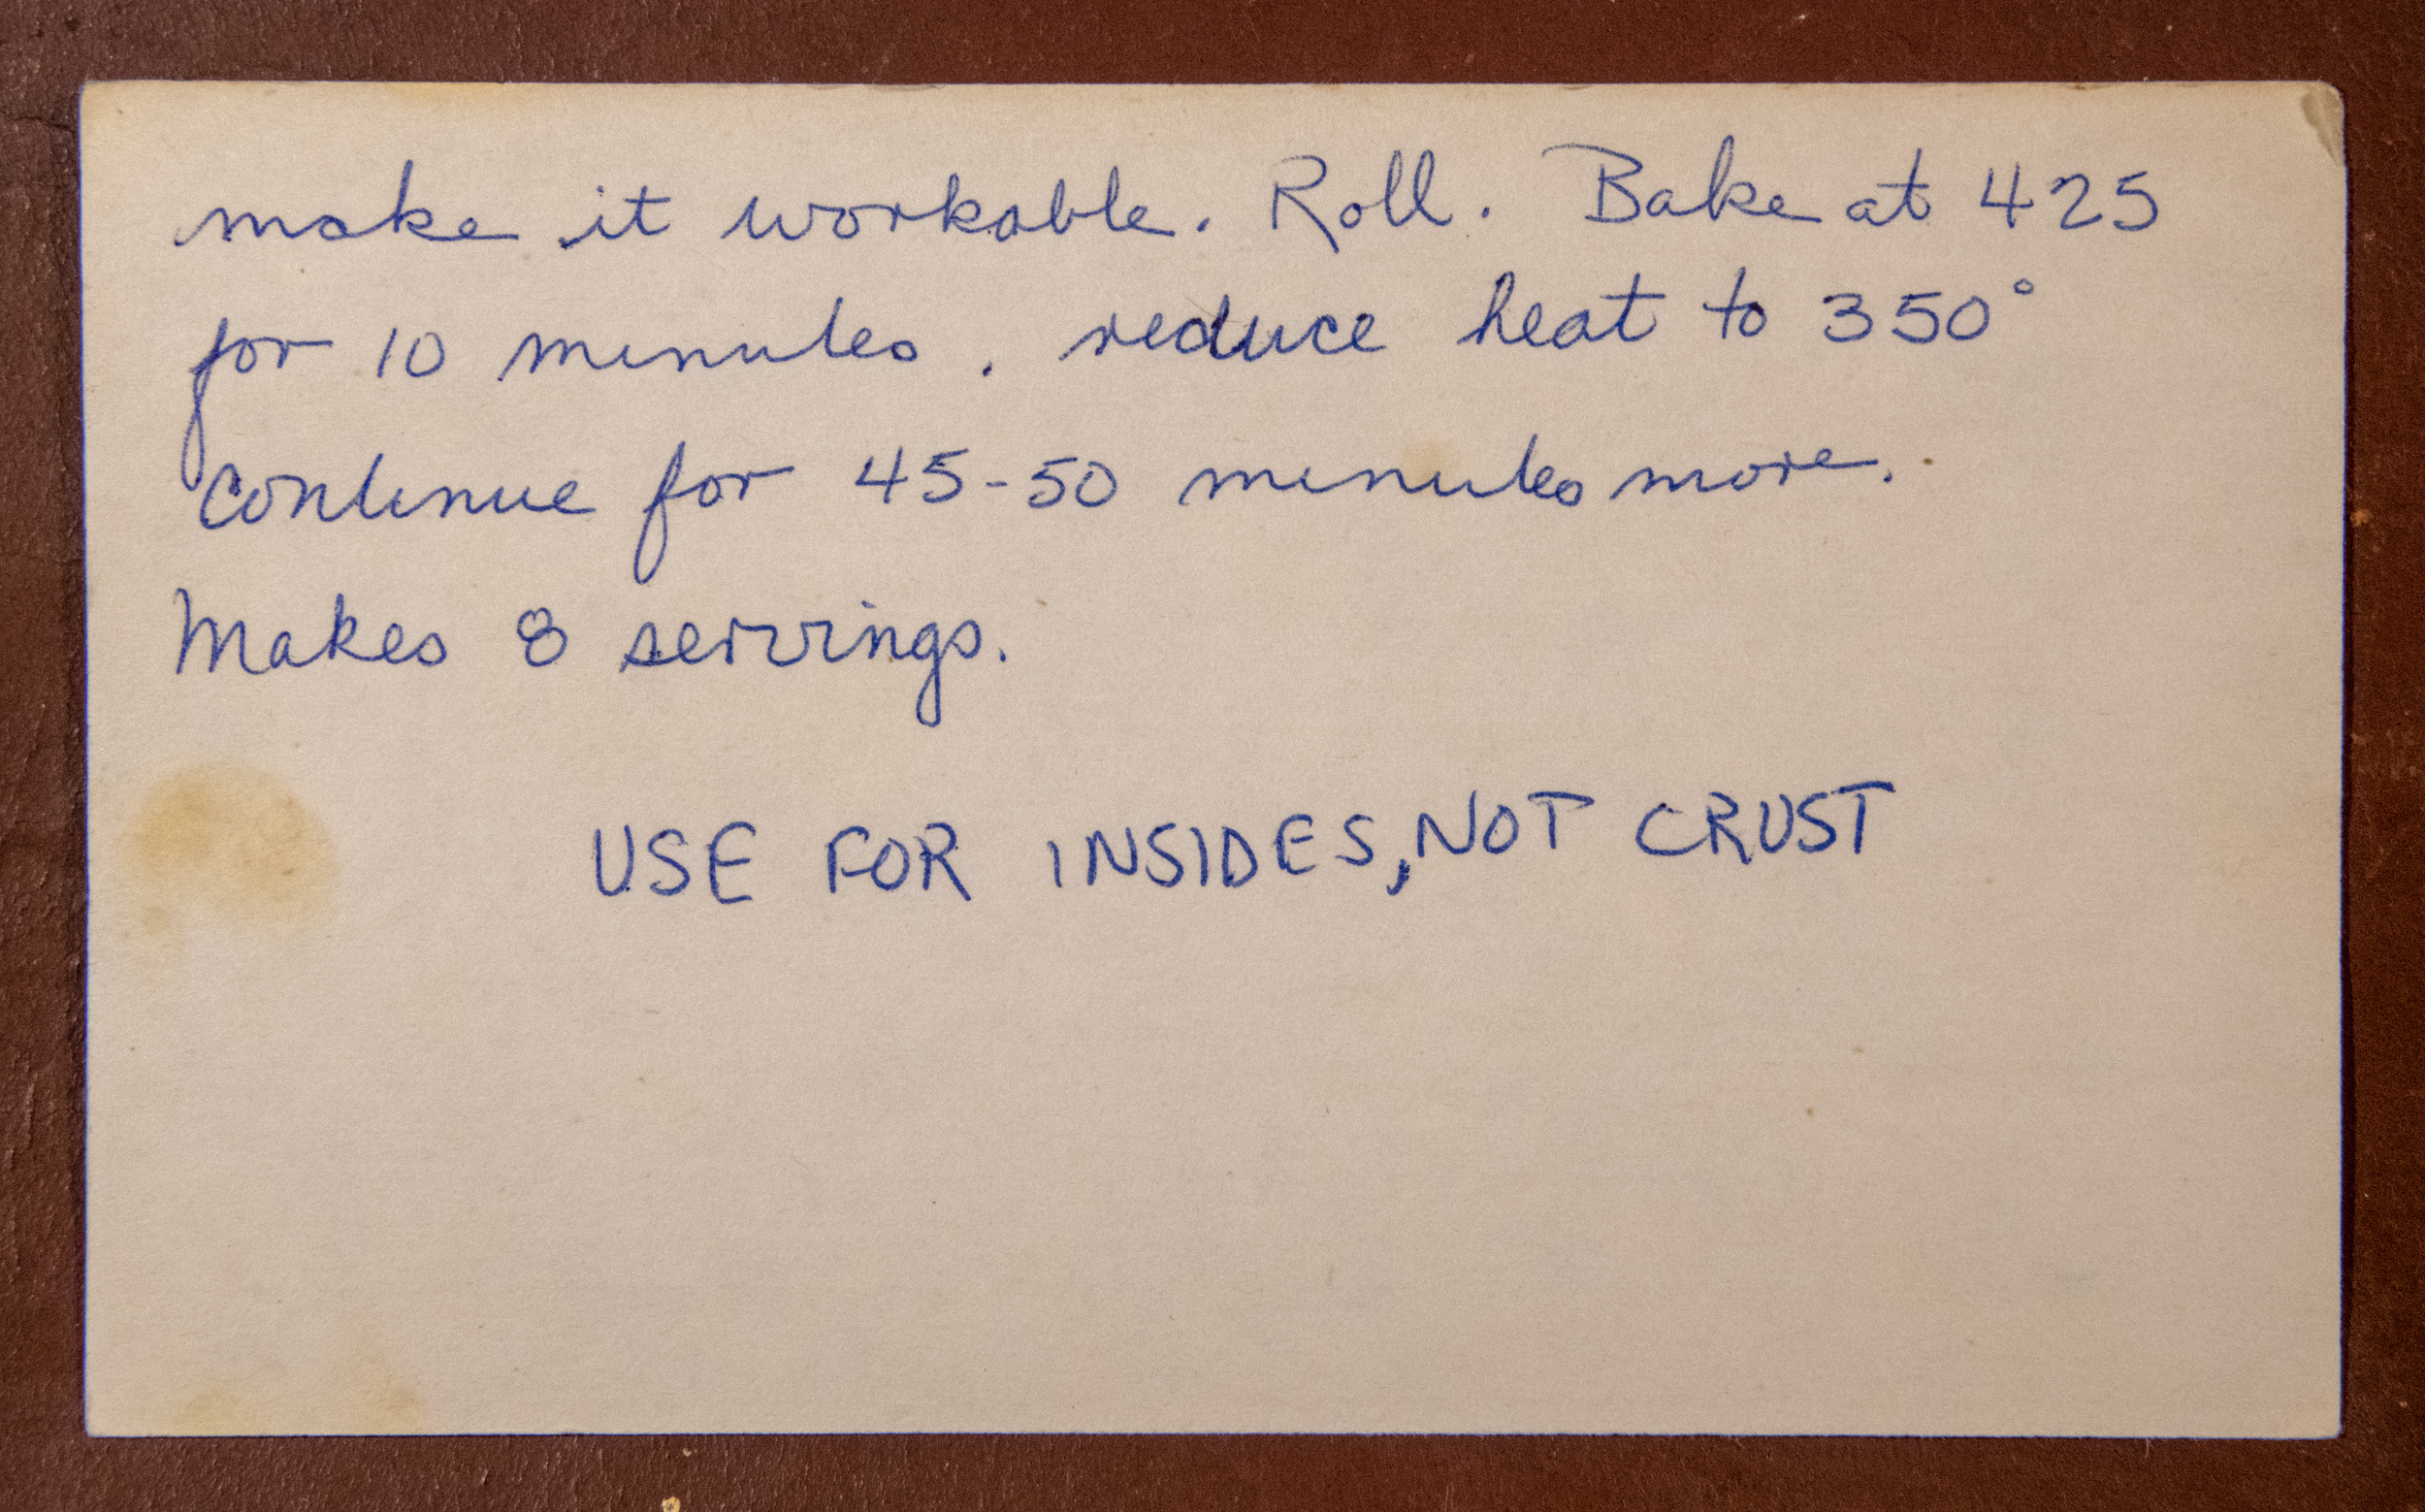 make it workable. Roll. Bake at 425
for 10 minutes. reduce heat to 350°
continue for 45-50 minutes more.
Makes 8 servings.
USE FOR INSIDES, NOT CRUST